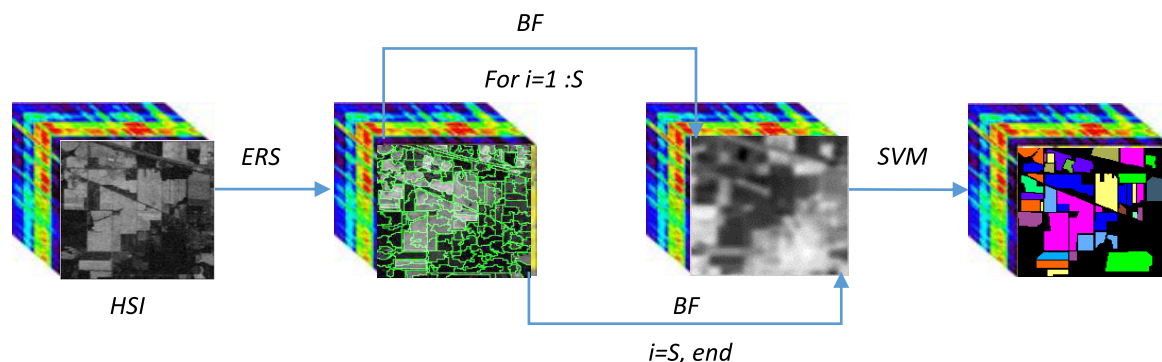 BF
For i=1 :S
ERS
SVM
HSI
BF
i=S, end